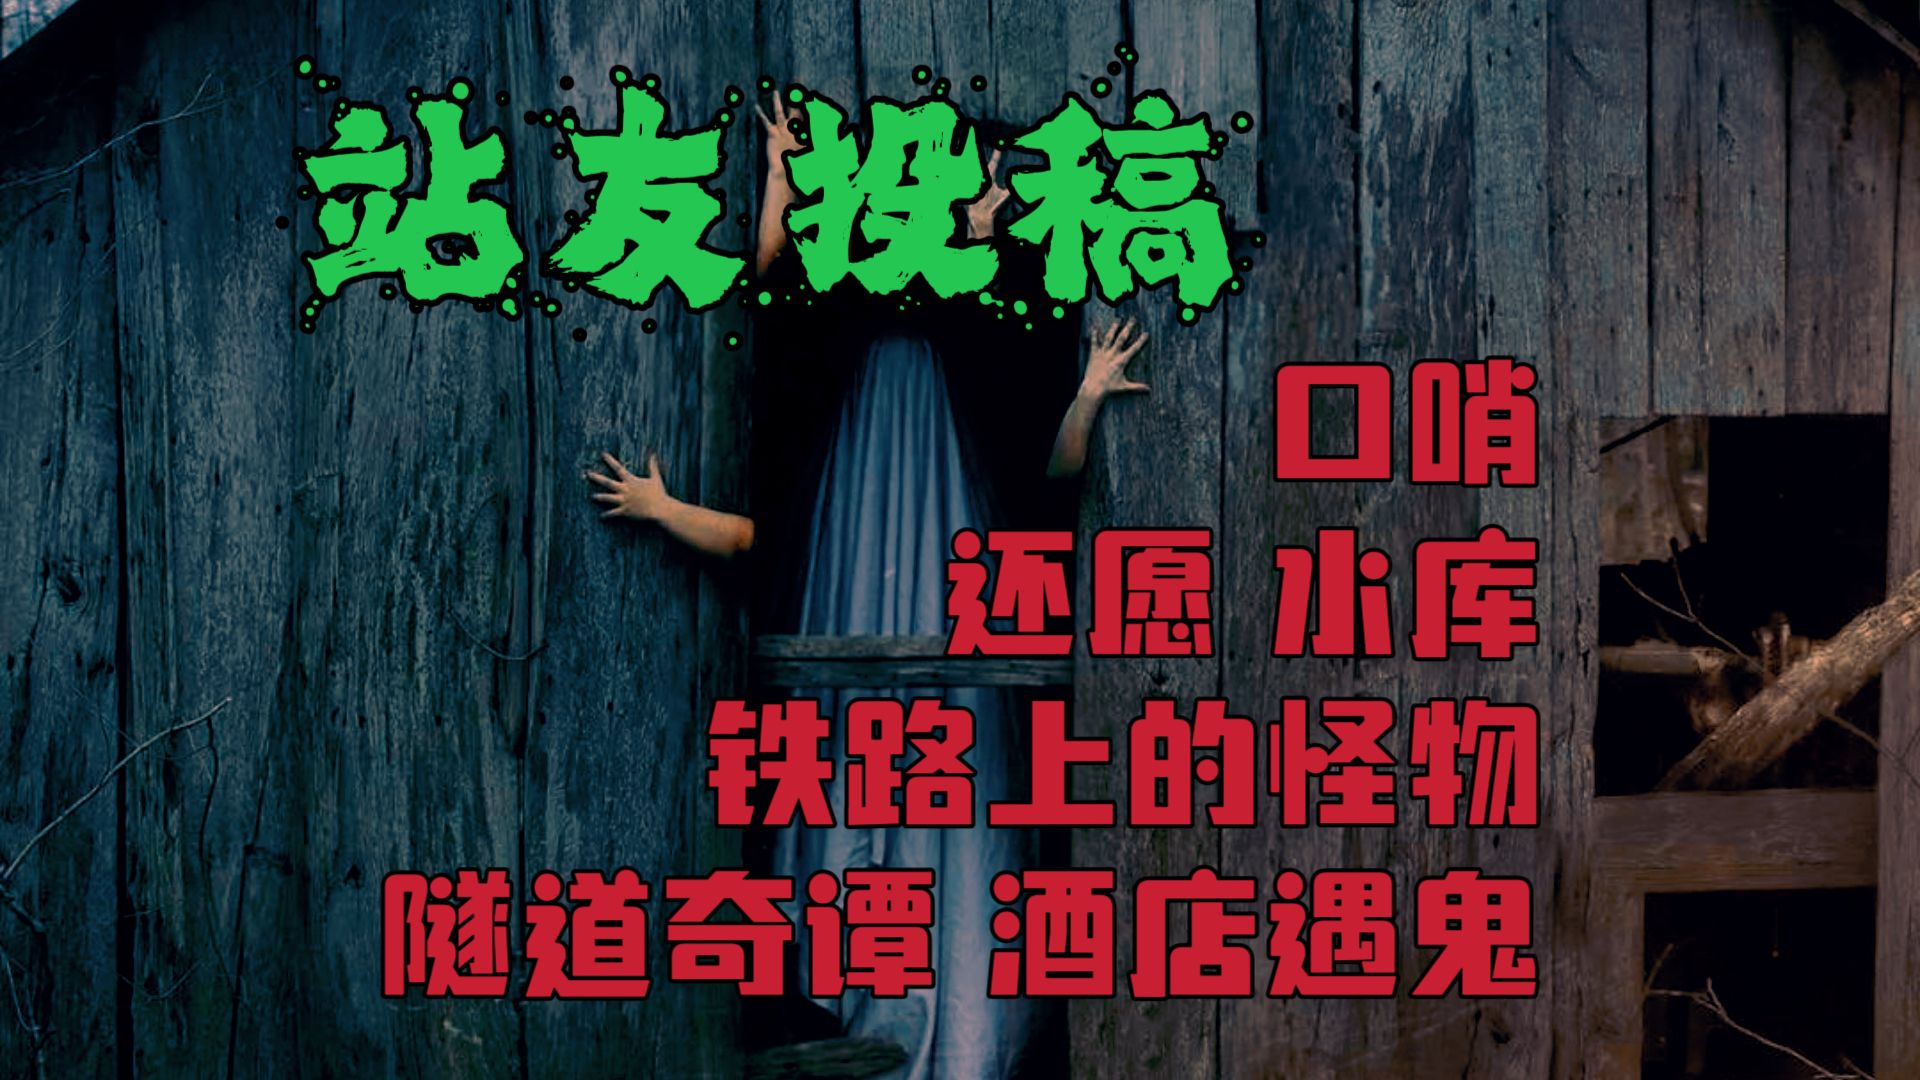 站友投稿
口哨
还愿 水库
铁路上的怪物
隧道奇谭 酒店遇鬼